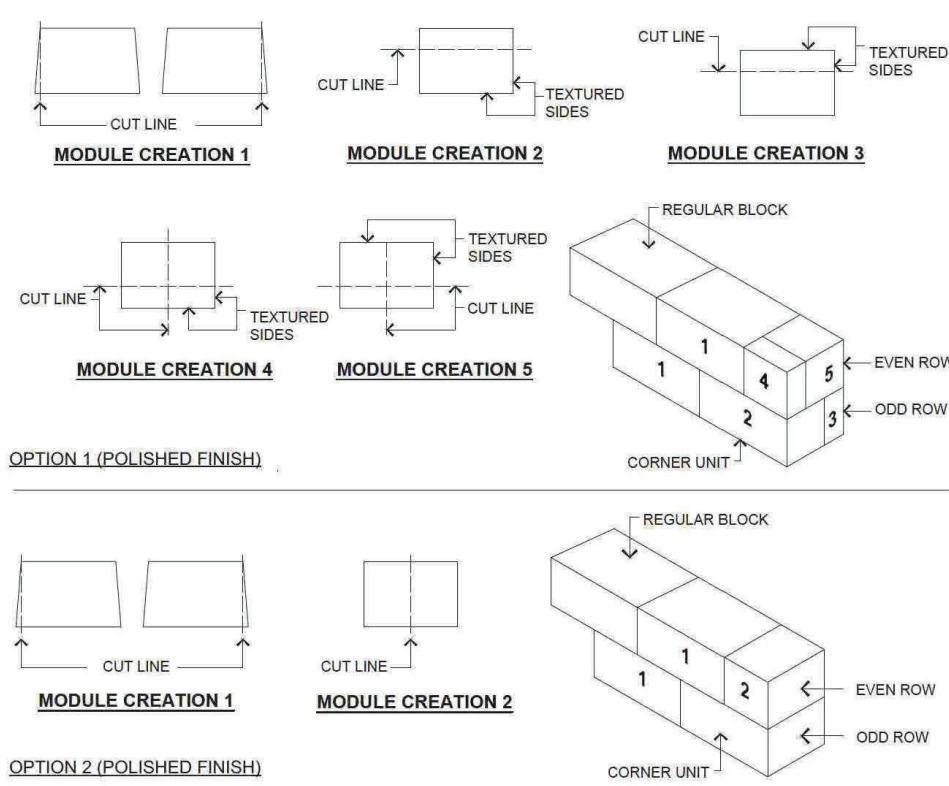 CUT LINE
MODULE CREATION 1
CUT LINE
TEXTURED
SIDES
MODULE CREATION 2
CUT LINE
TEXTURED
SIDES
MODULE CREATION 3
CUT LINE
TEXTURED
SIDES
MODULE CREATION 4
TEXTURED
SIDES
CUT LINE
MODULE CREATION 5
REGULAR BLOCK
1
1
4
5
2
3
EVEN ROW
ODD ROW
CORNER UNIT
OPTION 1 (POLISHED FINISH)
CUT LINE
MODULE CREATION 1
CUT LINE
MODULE CREATION 2
REGULAR BLOCK
1
1
2
EVEN ROW
ODD ROW
CORNER UNIT
OPTION 2 (POLISHED FINISH)